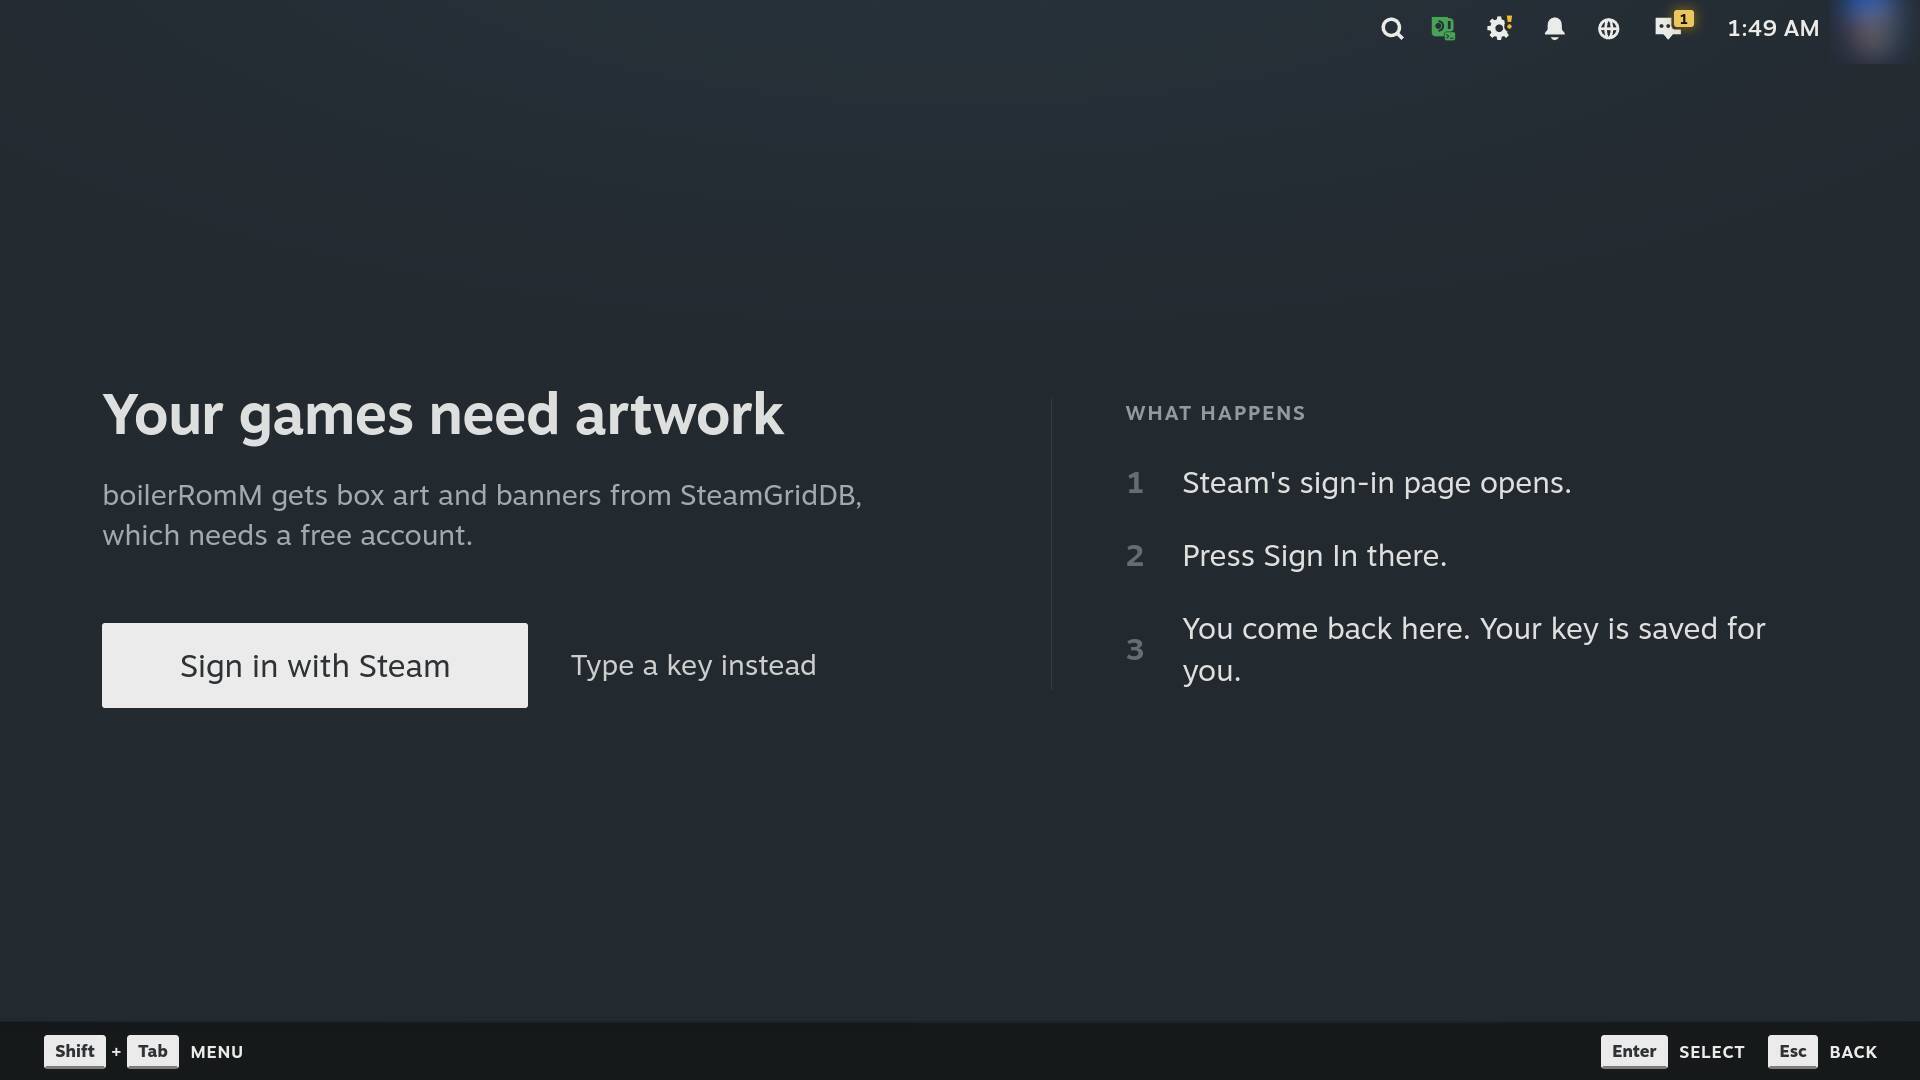 1
1:49 AM
Your games need artwork
boilerRomM gets box art and banners from SteamGridDB,
which needs a free account.
Sign in with Steam
Type a key instead
WHAT HAPPENS
1 Steam's sign-in page opens.
2 Press Sign In there.
3 You come back here. Your key is saved for
you.
Shift + Tab MENU
Enter SELECT Esc BACK